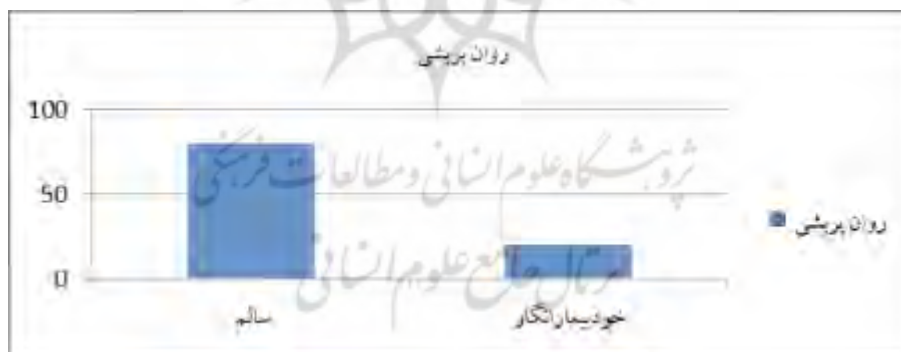 روان پریشی
100
پژوهشگاه علوم انسانی و مطالعات فرهنگی
50
روان پریشی
پرتال جامع علوم انسانی
0
سالم
خودبیمارانگار